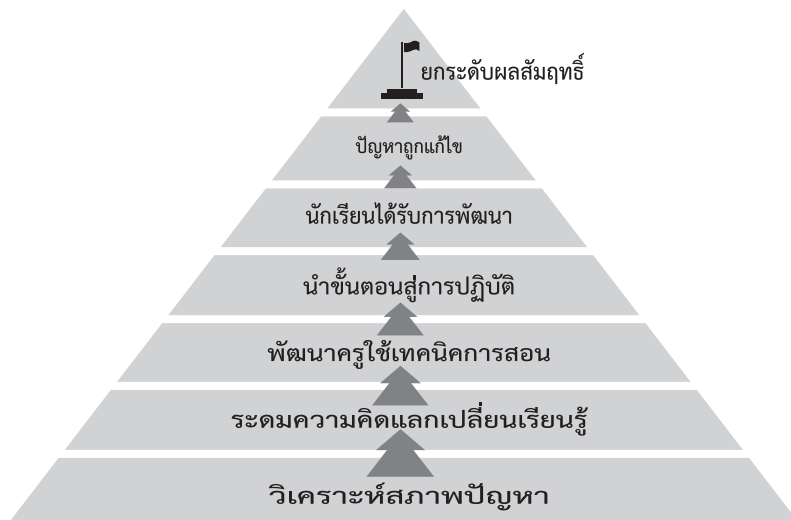 ยกระดับผลสัมฤทธิ์
ปัญหาถูกแก้ไข
นักเรียนได้รับการพัฒนา
นำขั้นตอนสู่การปฏิบัติ
พัฒนาครูใช้เทคนิคการสอน
ระดมความคิดแลกเปลี่ยนเรียนรู้
วิเคราะห์สภาพปัญหา